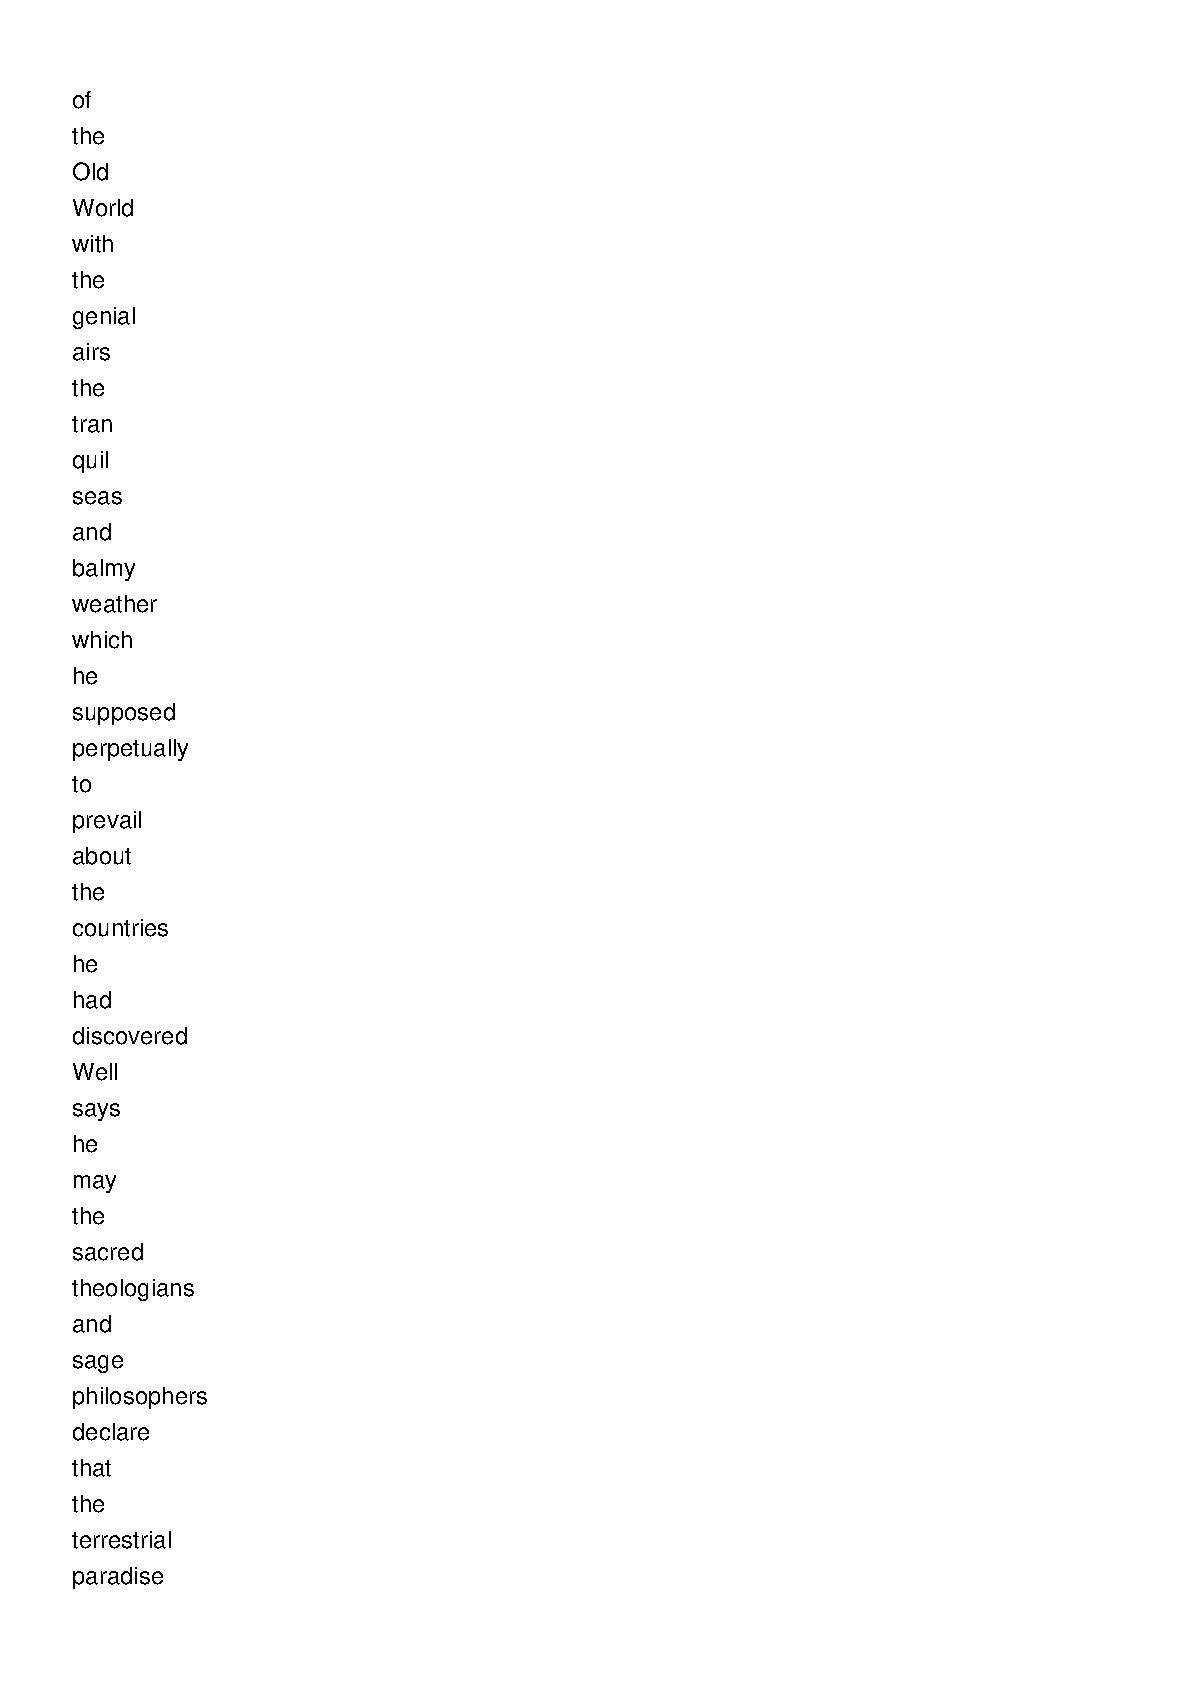 of
the
Old
World
with
the
genial
airs
the
tran
quil
seas
and
balmy
weather
which
he
supposed
perpetually
to
prevail
about
the
countries
he
had
discovered
Well
says
he
may
the
sacred
theologians
and
sage
philosophers
declare
that
the
terrestrial
paradise